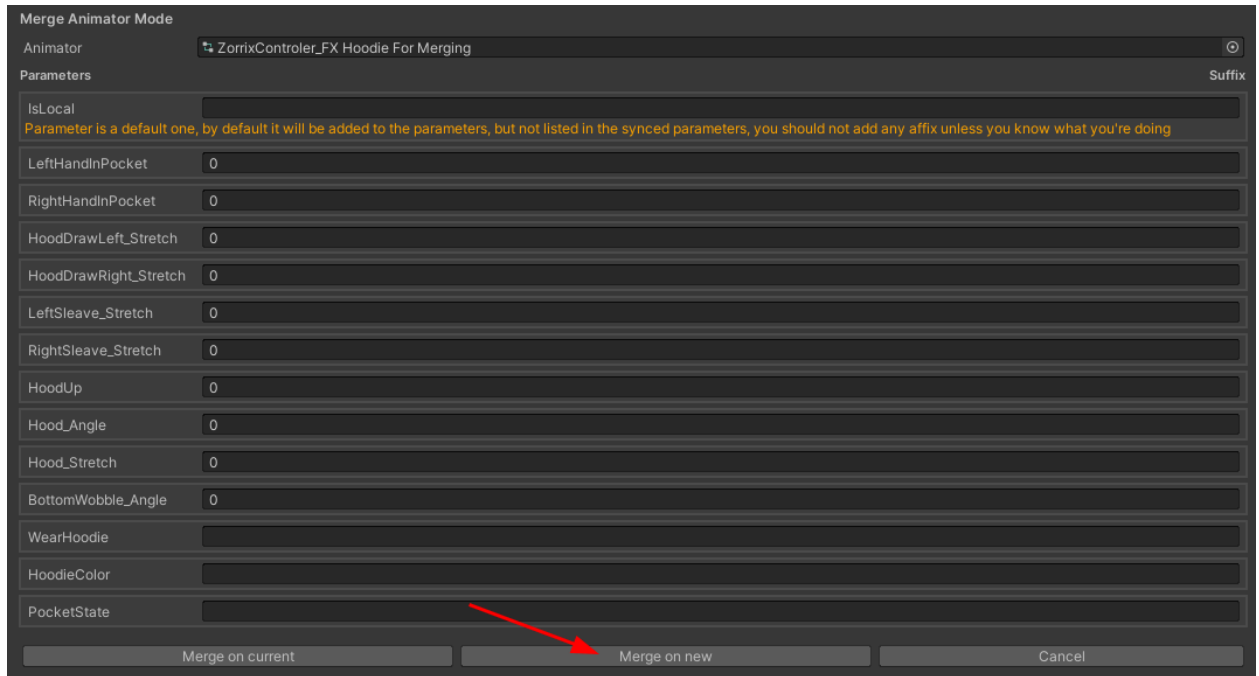 Merge Animator Mode
Animator ZorrixControler_FX Hoodie For Merging
Parameters Suffix
IsLocal
Parameter is a default one, by default it will be added to the parameters, but not listed in the synced parameters, you should not add any affix unless you know what you're doing
LeftHandInPocket 0
RightHandInPocket 0
HoodDrawLeft_Stretch 0
HoodDrawRight_Stretch 0
LeftSleave_Stretch 0
RightSleave_Stretch 0
HoodUp 0
Hood_Angle 0
Hood_Stretch 0
BottomWobble_Angle 0
WearHoodie
HoodieColor
PocketState
Merge on current Merge on new Cancel